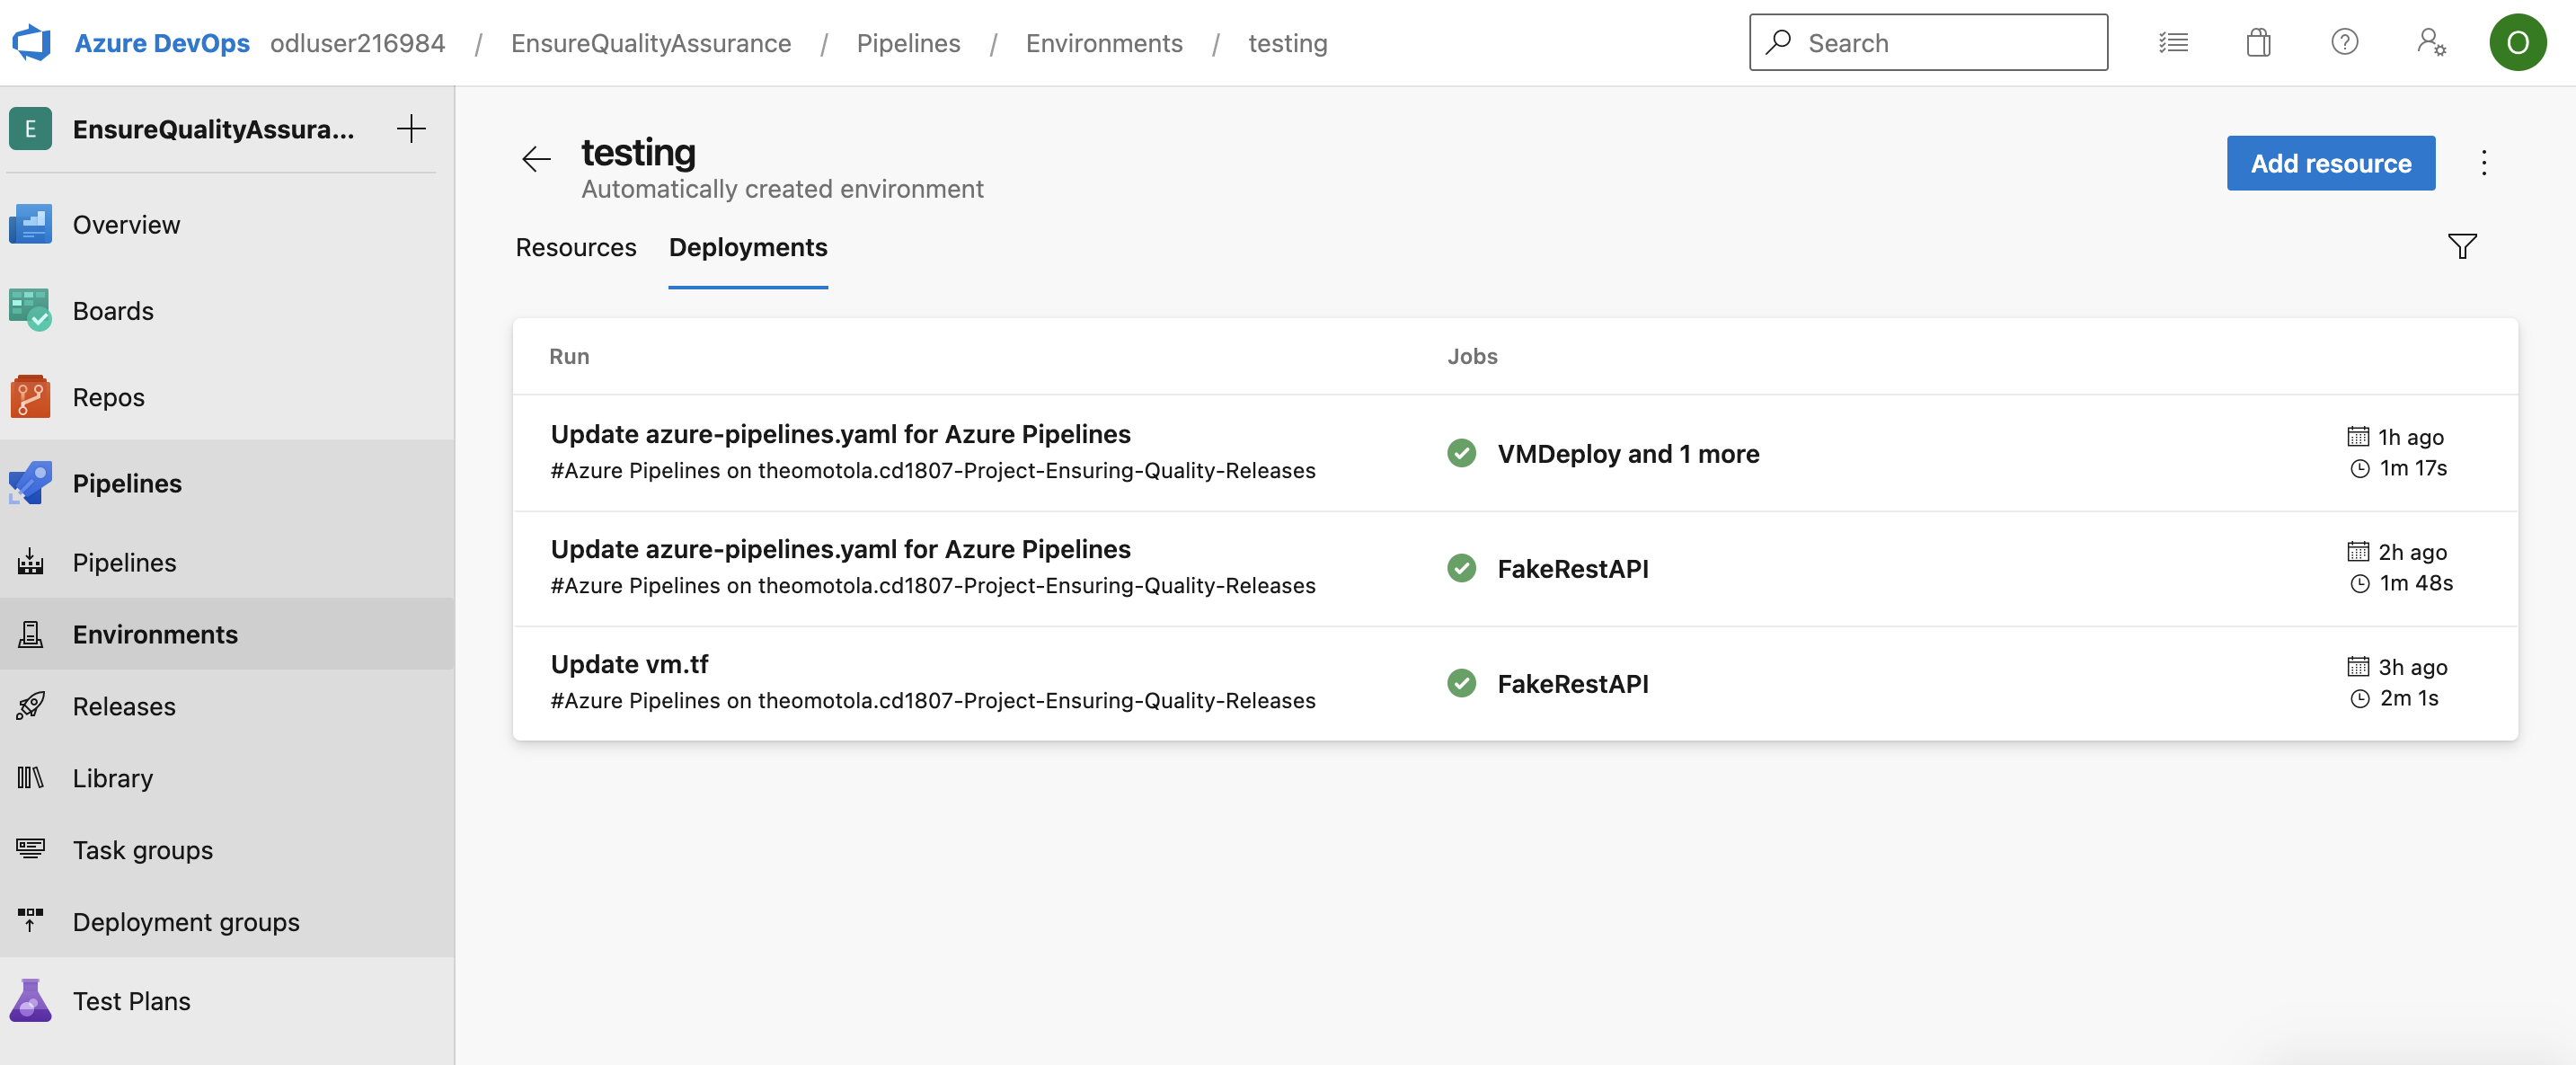 Azure DevOps odluser216984 / EnsureQualityAssurance / Pipelines / Environments / testing
Search
O
E EnsureQualityAssura...
Overview
Boards
Repos
Pipelines
Pipelines
Environments
Releases
Library
Task groups
Deployment groups
Test Plans
testing
Automatically created environment
Add resource
Resources Deployments
Run Jobs
Update azure-pipelines.yaml for Azure Pipelines
#Azure Pipelines on theomotola.cd1807-Project-Ensuring-Quality-Releases
VMDeploy and 1 more
1h ago
1m 17s
Update azure-pipelines.yaml for Azure Pipelines
#Azure Pipelines on theomotola.cd1807-Project-Ensuring-Quality-Releases
FakeRestAPI
2h ago
1m 48s
Update vm.tf
#Azure Pipelines on theomotola.cd1807-Project-Ensuring-Quality-Releases
FakeRestAPI
3h ago
2m 1s